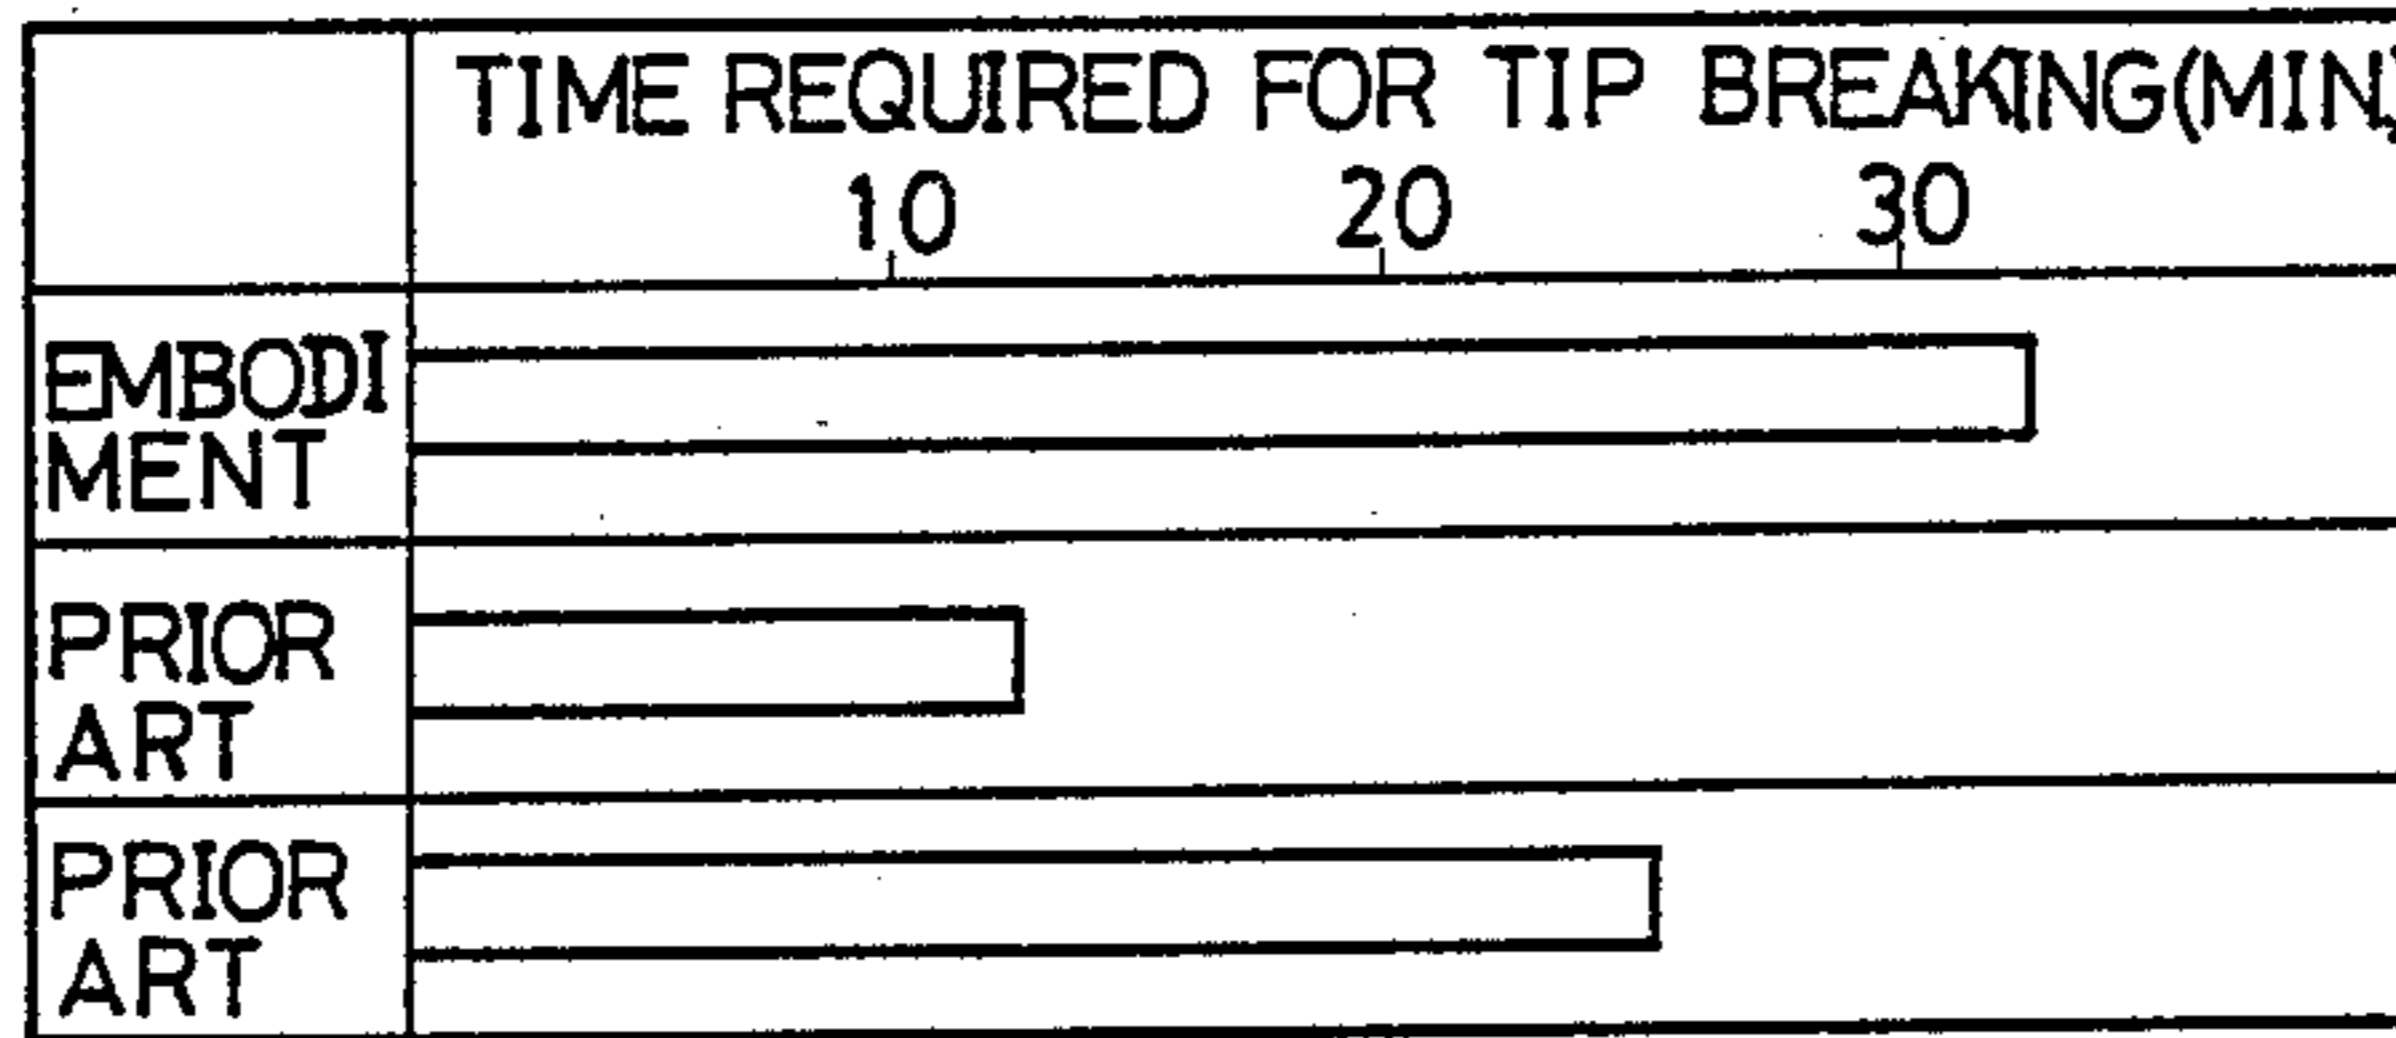 TIME REQUIRED FOR TIP BREAKING(MIN)
10 20 30
EMBODI
MENT
PRIOR
ART
PRIOR
ART